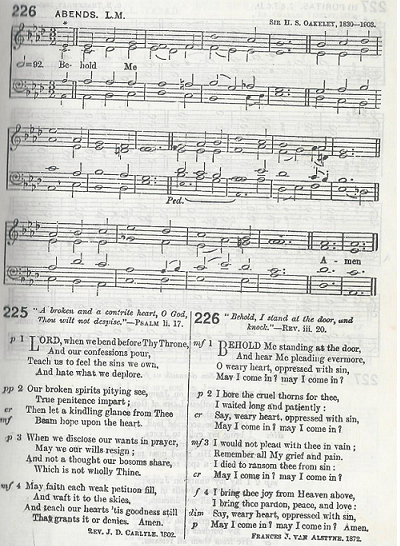 226 ABENDS. L.M.
SIR H. S. OAKELEY, 1830—1903.
=92. Be- hold Me
Ped.
A - men
225 "A broken and a contrite heart, O God,
Thou wilt not despise."—PSALM li. 17.
p 1 LORD, when we bend before Thy Throne,
And our confessions pour,
Teach us to feel the sins we own,
And hate what we deplore.
pp 2 Our broken spirits pitying see,
True penitence impart;
cr Then let a kindling glance from Thee
mf Beam hope upon the heart.
p 3 When we disclose our wants in prayer,
May we our wills resign;
And not a thought our bosoms share,
Which is not wholly Thine.
mf 4 May faith each weak petition fill,
And waft it to the skies,
And teach our hearts 'tis goodness still
That grants it or denies. Amen.
REV. J. D. CARLYLE. 1802.
226 "Behold, I stand at the door, and
knock."—REV. iii. 20.
mf 1 BEHOLD Me standing at the door,
And hear Me pleading evermore,
O weary heart, oppressed with sin,
May I come in? may I come in?
p 2 I bore the cruel thorns for thee,
I waited long and patiently:
cr Say, weary heart, oppressed with sin,
May I come in? may I come in?
mf 3 I would not plead with thee in vain;
Remember all My grief and pain.
I died to ransom thee from sin:
cr May I come in? may I come in?
f 4 I bring thee joy from Heaven above,
I bring thee pardon, peace, and love:
dim Say, weary heart, oppressed with sin,
p May I come in? may I come in? Amen.
FRANCES J. VAN ALSTYNE. 1872.